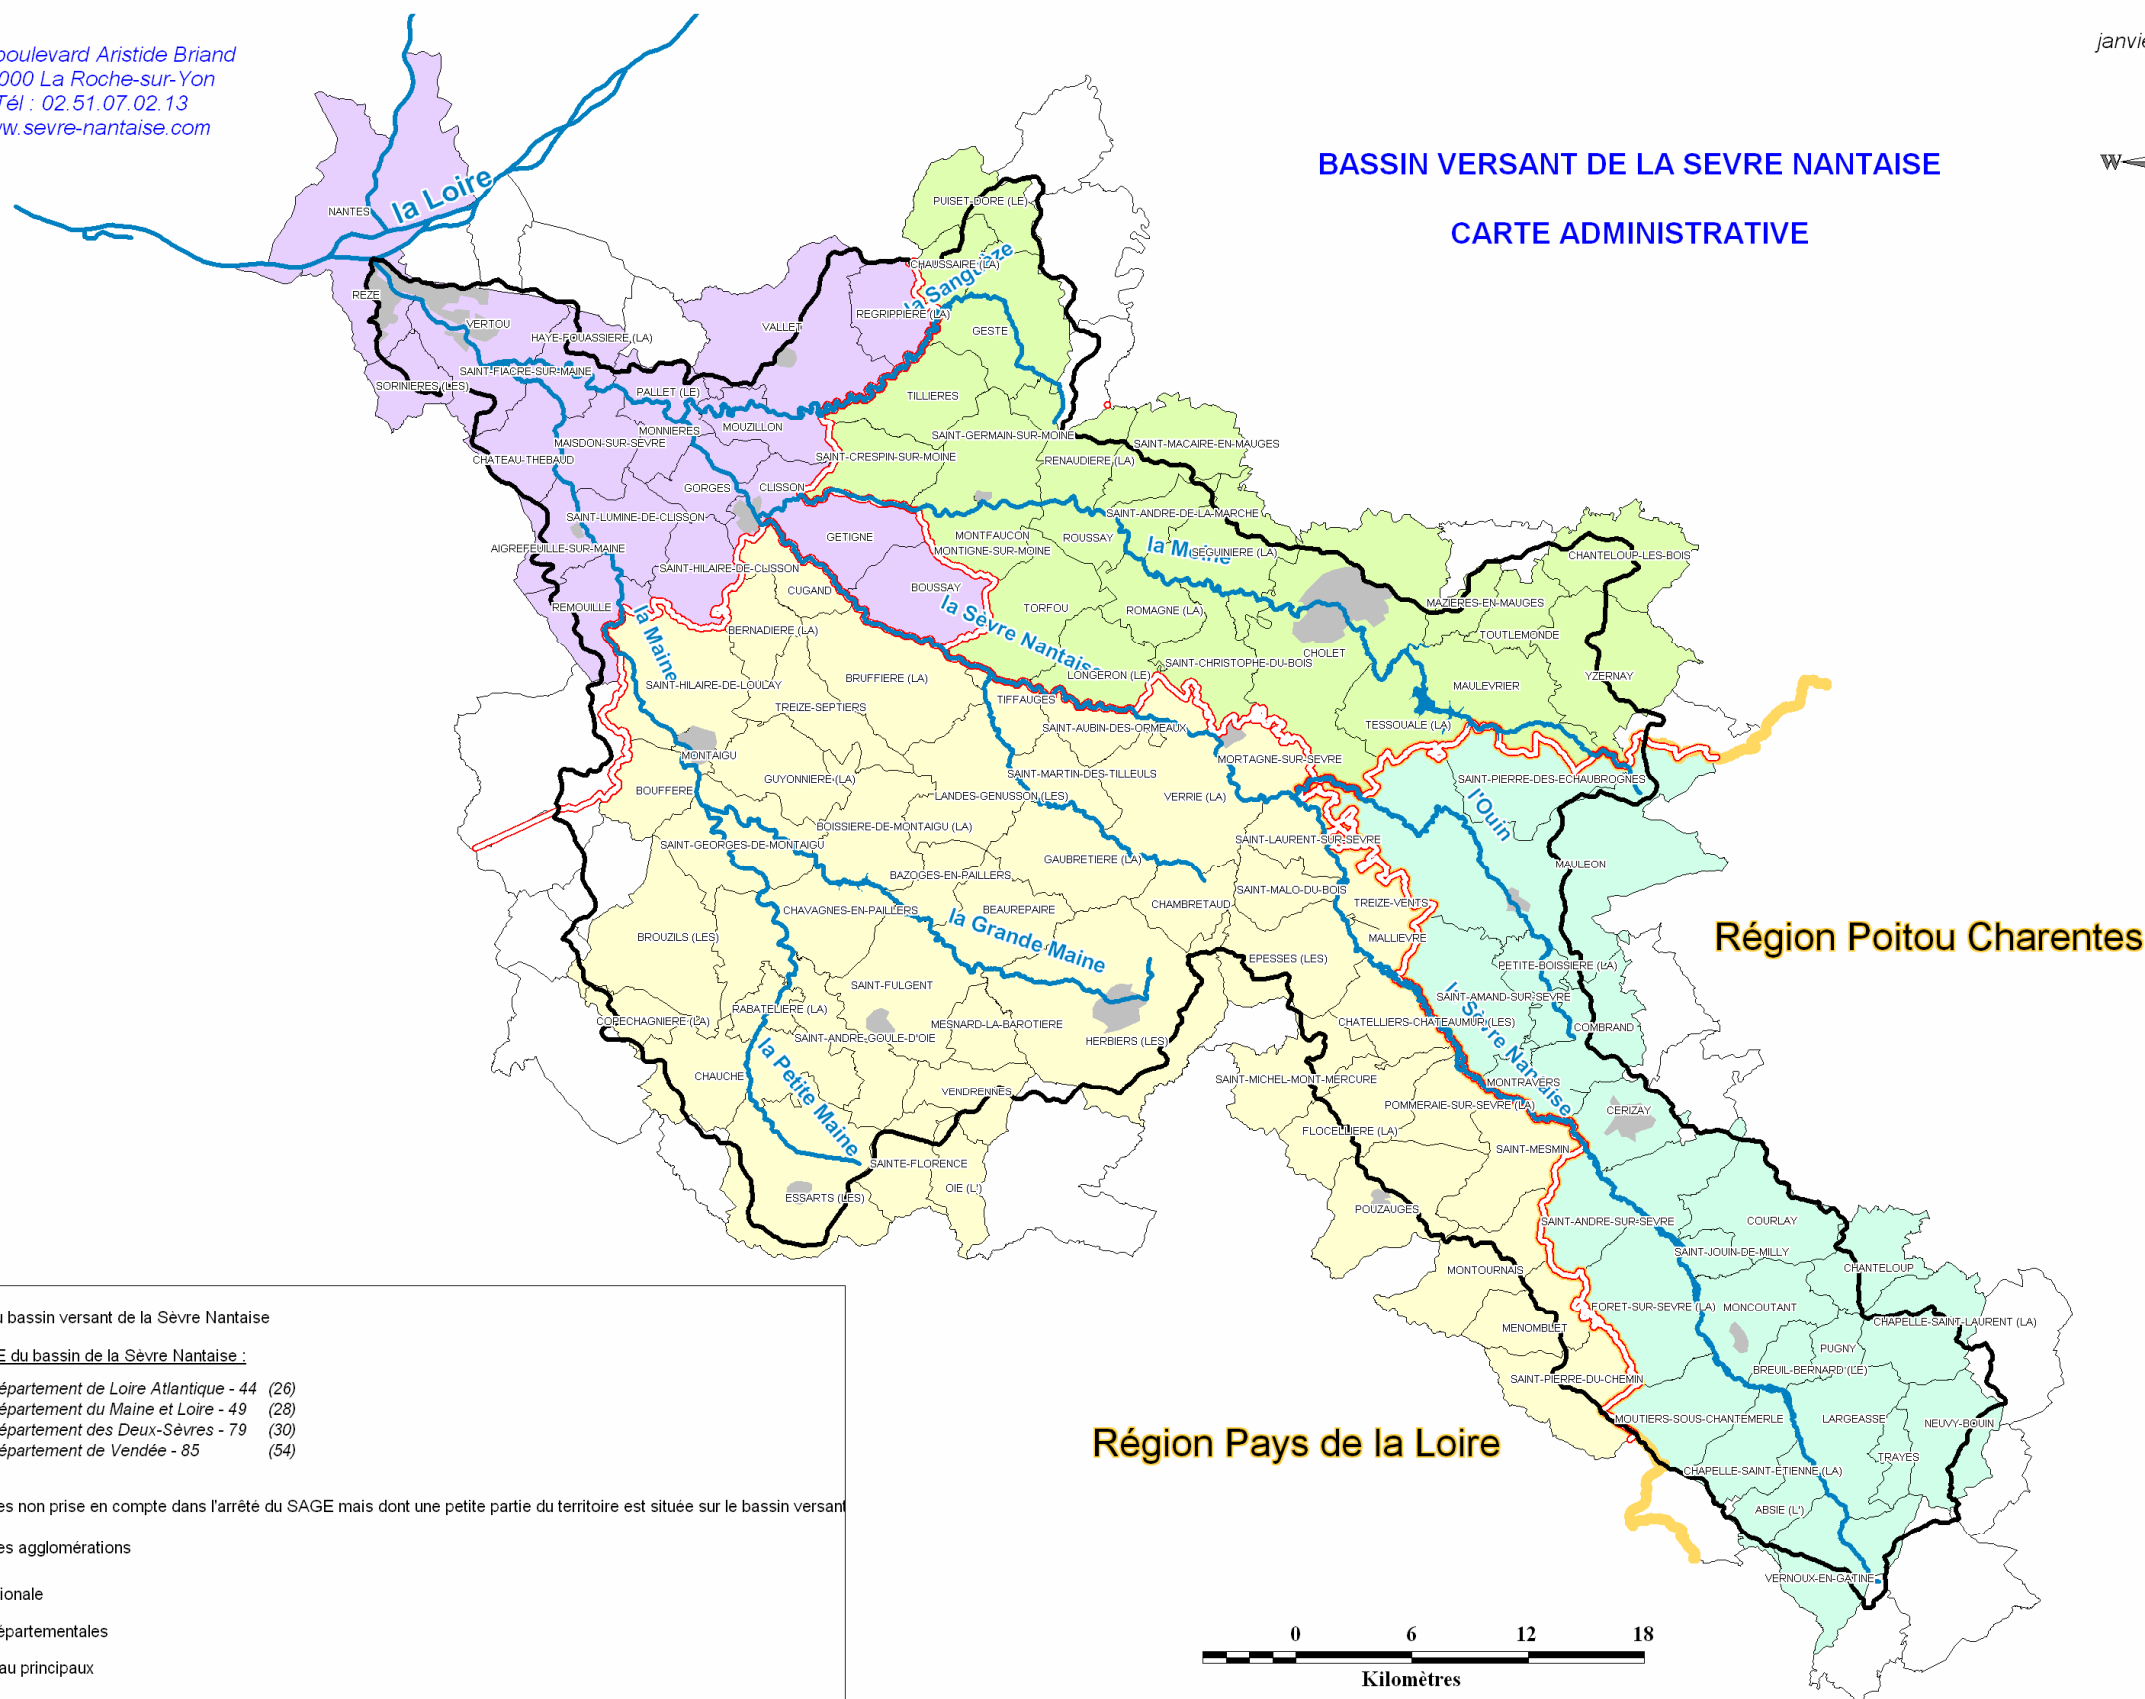 boulevard Aristide Briand
000 La Roche-sur-Yon
Tél : 02.51.07.02.13
www.sevre-nantaise.com
janvie
BASSIN VERSANT DE LA SEVRE NANTAISE
CARTE ADMINISTRATIVE
W
NANTES
la Loire
PUISET-DORE (LE)
CHAUSSAIRE (LA)
la Sanguèze
REZE
VERTOU
HAYE-FOUASSIERE (LA)
VALLET
REGRIPPIERE (LA)
GESTE
SAINT-FIACRE-SUR-MAINE
SORINIERES (LES)
PALLET (LE)
TILLIERES
MOUZILLON
MONNIERES
MAISDON-SUR-SÈVRE
SAINT-GERMAIN-SUR-MOINE
SAINT-MACAIRE-EN-MAUGES
CHATEAU-THEBAUD
SAINT-CRESPIN-SUR-MOINE
RENAUDIERE (LA)
GORGES
CLISSON
SAINT-LUMINE-DE-CLISSON
SAINT-ANDRE-DE-LA-MARCHE
GETIGNE
MONTFAUCON
ROUSSAY
la Moine
AIGREFEUILLE-SUR-MAINE
MONTIGNE-SUR-MOINE
SEGUINIERE (LA)
CHANTELOUP-LES-BOIS
SAINT-HILAIRE-DE-CLISSON
CUGAND
BOUSSAY
REMOUILLE
la Maine
la Sèvre Nantaise
TORFOU
ROMAGNE (LA)
MAZIERES-EN-MAUGES
BERNADIERE (LA)
TOUTLEMONDE
CHOLET
SAINT-CHRISTOPHE-DU-BOIS
SAINT-HILAIRE-DE-LOULAY
BRUFFIERE (LA)
LONGERON (LE)
MAULEVRIER
YZERNAY
TREIZE-SEPTIERS
TIFFAUGES
SAINT-AUBIN-DES-ORMEAUX
TESSOUALE (LA)
MONTAIGU
MORTAGNE-SUR-SEVRE
GUYONNIERE (LA)
SAINT-MARTIN-DES-TILLEULS
SAINT-PIERRE-DES-ECHAUBROGNES
BOUFFERE
LANDES-GENUSSON (LES)
VERRIE (LA)
l'Ouin
BOISSIERE-DE-MONTAIGU (LA)
SAINT-GEORGES-DE-MONTAIGU
SAINT-LAURENT-SUR-SEVRE
GAUBRETIERE (LA)
MAULEON
BAZOGES-EN-PAILLERS
SAINT-MALO-DU-BOIS
CHAVAGNES-EN-PAILLERS
BEAUREPAIRE
CHAMBRETAUD
TREIZE-VENTS
la Grande Maine
BROUZILS (LES)
MALLIEVRE
Région Poitou Charentes
EPESSES (LES)
PETITE-BOISSIERE (LA)
SAINT-FULGENT
SAINT-AMAND-SUR-SEVRE
la Sèvre Nantaise
COPECHAGNIERE (LA)
RABATELIERE (LA)
MESNARD-LA-BAROTIERE
CHATELLIERS-CHATEAUMUR (LES)
COMBRAND
SAINT-ANDRE-GOULE-D'OIE
HERBIERS (LES)
la Petite Maine
CHAUCHE
VENDRENNES
SAINT-MICHEL-MONT-MERCURE
MONTRAVERS
POMMERAIE-SUR-SEVRE (LA)
CERIZAY
FLOCELLIERE (LA)
SAINT-MESMIN
SAINTE-FLORENCE
OIE (L')
ESSARTS (LES)
POUZAUGES
SAINT-ANDRE-SUR-SEVRE
COURLAY
SAINT-JOUIN-DE-MILLY
MONTOURNAIS
CHANTELOUP
FORET-SUR-SEVRE (LA)
MONCOUTANT
CHAPELLE-SAINT-LAURENT (LA)
MENOMBLET
PUGNY
BREUIL-BERNARD (LE)
SAINT-PIERRE-DU-CHEMIN
MOUTIERS-SOUS-CHANTEMERLE
LARGEASSE
NEUVY-BOUIN
Région Pays de la Loire
TRAYES
CHAPELLE-SAINT-ETIENNE (LA)
ABSIE (L')
VERNOUX-EN-GATINE
u bassin versant de la Sèvre Nantaise
E du bassin de la Sèvre Nantaise :
épartement de Loire Atlantique - 44 (26)
épartement du Maine et Loire - 49 (28)
épartement des Deux-Sèvres - 79 (30)
épartement de Vendée - 85 (54)
es non prise en compte dans l'arrêté du SAGE mais dont une petite partie du territoire est située sur le bassin versant
es agglomérations
ionale
épartementales
au principaux
0 6 12 18
Kilomètres